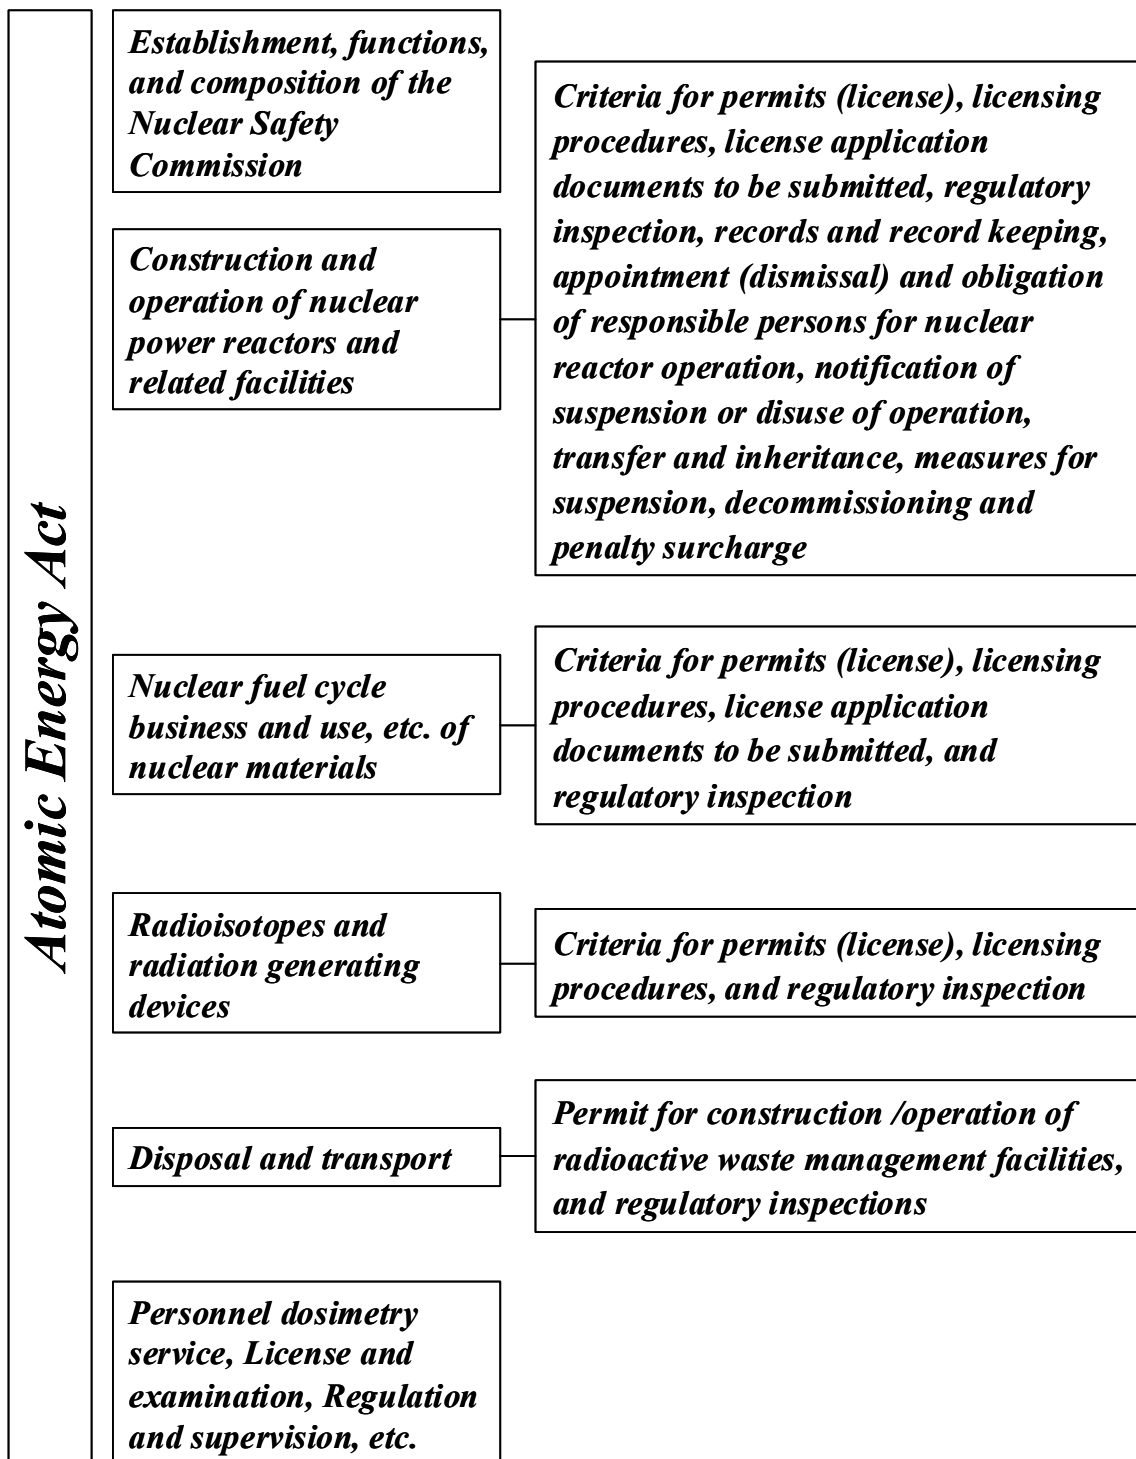 Atomic Energy Act
Establishment, functions,
and composition of the
Nuclear Safety
Commission
Construction and
operation of nuclear
power reactors and
related facilities
Criteria for permits (license), licensing
procedures, license application
documents to be submitted, regulatory
inspection, records and record keeping,
appointment (dismissal) and obligation
of responsible persons for nuclear
reactor operation, notification of
suspension or disuse of operation,
transfer and inheritance, measures for
suspension, decommissioning and
penalty surcharge
Nuclear fuel cycle
business and use, etc. of
nuclear materials
Criteria for permits (license), licensing
procedures, license application
documents to be submitted, and
regulatory inspection
Radioisotopes and
radiation generating
devices
Criteria for permits (license), licensing
procedures, and regulatory inspection
Disposal and transport
Permit for construction /operation of
radioactive waste management facilities,
and regulatory inspections
Personnel dosimetry
service, License and
examination, Regulation
and supervision, etc.